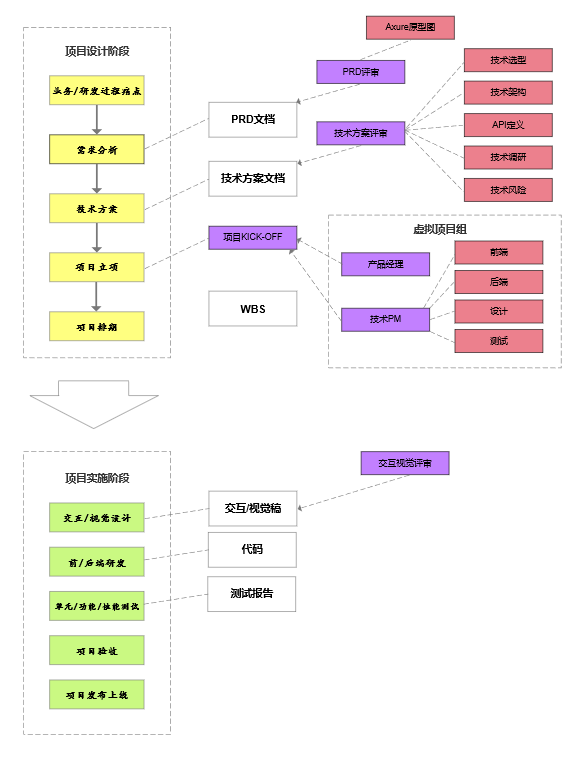 Axure原型图
项目设计阶段
PRD评审
技术选型
业务/研发过程痛点
技术架构
PRD文档
API定义
技术方案评审
需求分析
技术调研
技术方案文档
技术风险
技术方案
虚拟项目组
项目KICK-OFF
前端
产品经理
项目立项
后端
WBS
设计
技术PM
项目排期
测试
交互视觉评审
项目实施阶段
交互/视觉稿
交互/视觉设计
代码
前/后端研发
测试报告
单元/功能/性能测试
项目验收
项目发布上线